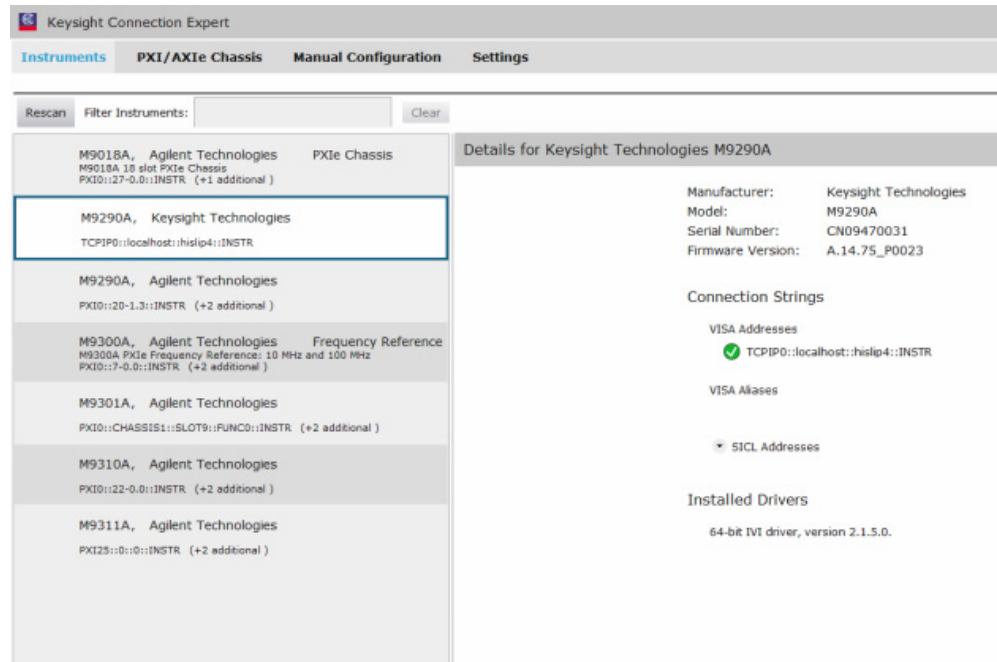 Keysight Connection Expert
Instruments PXI/AXIe Chassis Manual Configuration Settings
Rescan Filter Instruments: Clear
M9018A, Agilent Technologies PXIe Chassis
M9018A 18 slot PXIe Chassis
PXI0::27-0.0::INSTR (+1 additional )
M9290A, Keysight Technologies
TCPIP0::localhost::hislip4::INSTR
M9290A, Agilent Technologies
PXI0::20-1.3::INSTR (+2 additional )
M9300A, Agilent Technologies Frequency Reference
M9300A PXIe Frequency Reference: 10 MHz and 100 MHz
PXI0::7-0.0::INSTR (+2 additional )
M9301A, Agilent Technologies
PXI0::CHASSIS1::SLOT9::FUNC0::INSTR (+2 additional )
M9310A, Agilent Technologies
PXI0::22-0.0::INSTR (+2 additional )
M9311A, Agilent Technologies
PXI25::0::0::INSTR (+2 additional )
Details for Keysight Technologies M9290A
Manufacturer: Keysight Technologies
Model: M9290A
Serial Number: CN09470031
Firmware Version: A.14.75_P0023
Connection Strings
VISA Addresses
TCPIP0::localhost::hislip4::INSTR
VISA Aliases
SICL Addresses
Installed Drivers
64-bit IVI driver, version 2.1.5.0.